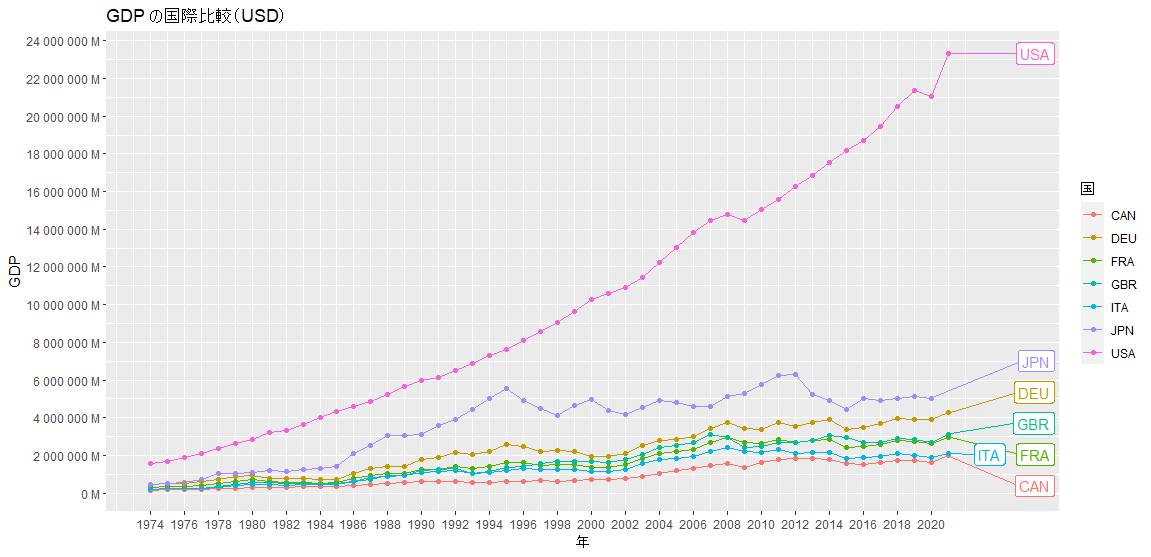 GDP の国際比較(USD)
GDP
24 000 000 M
22 000 000 M
20 000 000 M
18 000 000 M
16 000 000 M
14 000 000 M
12 000 000 M
10 000 000 M
8 000 000 M
6 000 000 M
4 000 000 M
2 000 000 M
0 M
USA
JPN
DEU
GBR
ITA
FRA
CAN
1974 1976 1978 1980 1982 1984 1986 1988 1990 1992 1994 1996 1998 2000 2002 2004 2006 2008 2010 2012 2014 2016 2018 2020
年
国
CAN
DEU
FRA
GBR
ITA
JPN
USA